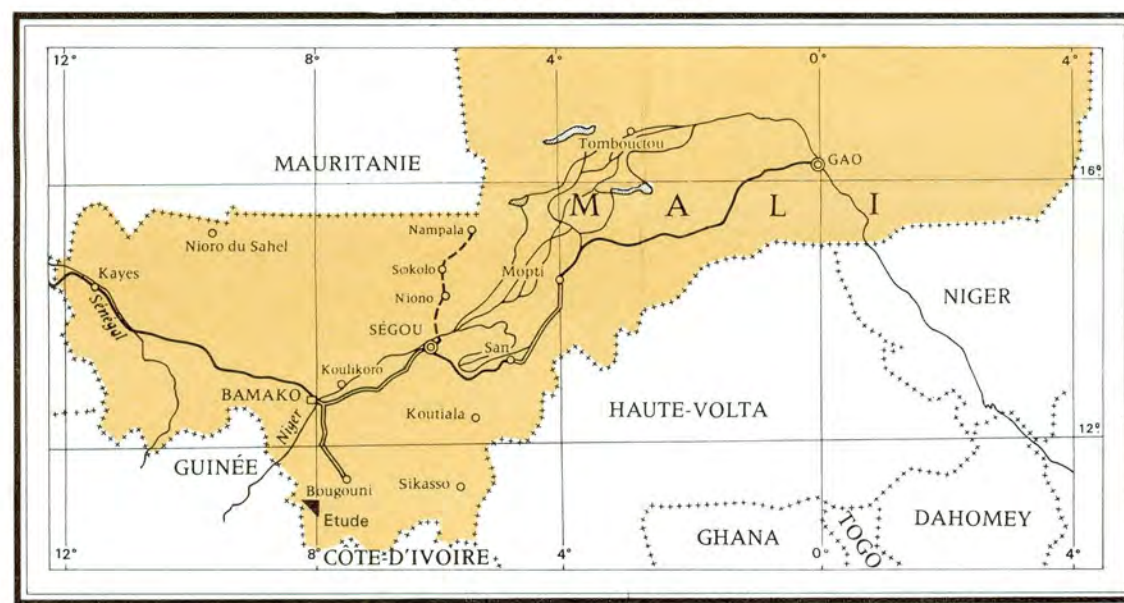 12° 8° 4° 0° 4°
Tombouctou
MAURITANIE
GAO
16°
M A L I
Nioro du Sahel
Nampala
Sokolo
Mopti
Kayes
Niono
NIGER
Sénégal
SÉGOU
San
Koulikoro
BAMAKO
HAUTE-VOLTA
Koutiala
Niger
12°
GUINÉE
Bougouni
Sikasso
Etude
DAHOMEY
GHANA
TOGO
CÔTE-D'IVOIRE
12° 8° 0° 4°